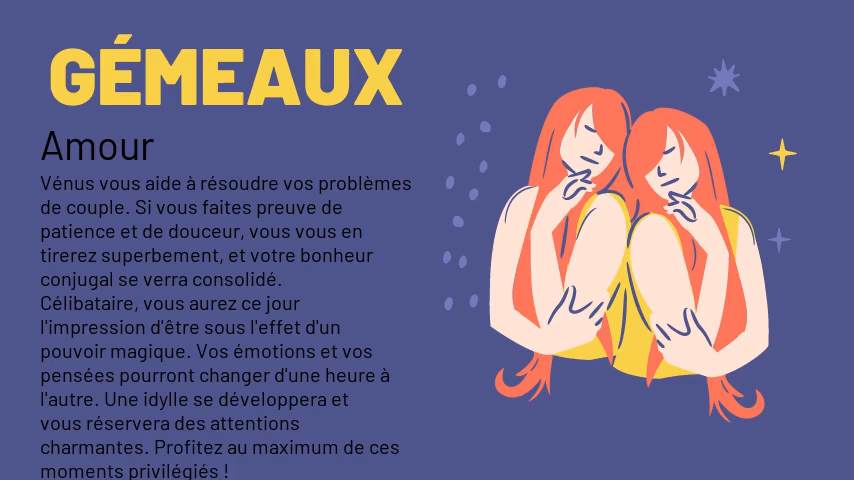 GÉMEAUX
Amour
Vénus vous aide à résoudre vos problèmes
de couple. Si vous faites preuve de
patience et de douceur, vous vous en
tirerez superbement, et votre bonheur
conjugal se verra consolidé.
Célibataire, vous aurez ce jour
l'impression d'être sous l'effet d'un
pouvoir magique. Vos émotions et vos
pensées pourront changer d'une heure à
l'autre. Une idylle se développera et
vous réservera des attentions
charmantes. Profitez au maximum de ces
moments privilégiés !